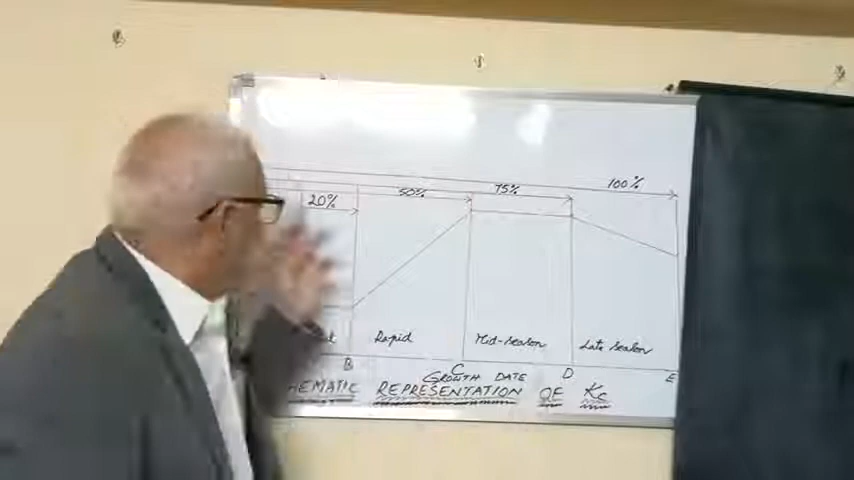 20% 50% 75% 100%
Rapid Mid-season Late season
B C D E
GROWTH DATE
REPRESENTATION OF Kc